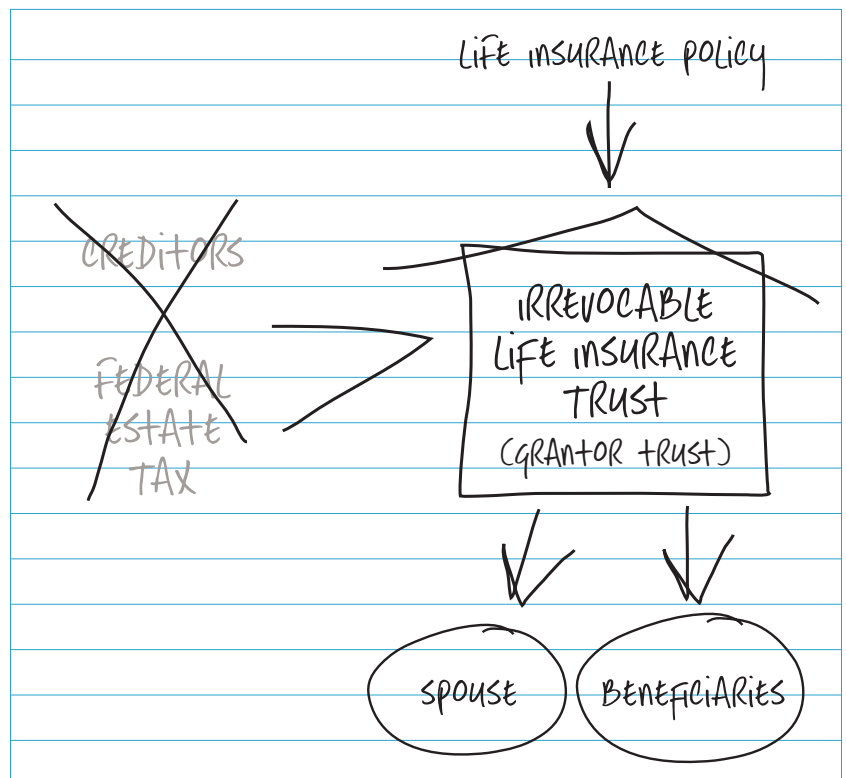 LiFE INSURANCE POLICY
CREDITORS
FEDERAL
ESTATE
TAX
IRREVOCABLE
LiFE INSURANCE
TRUST
(GRANTOR TRUST)
SPOUSE
BENEFICIARIES